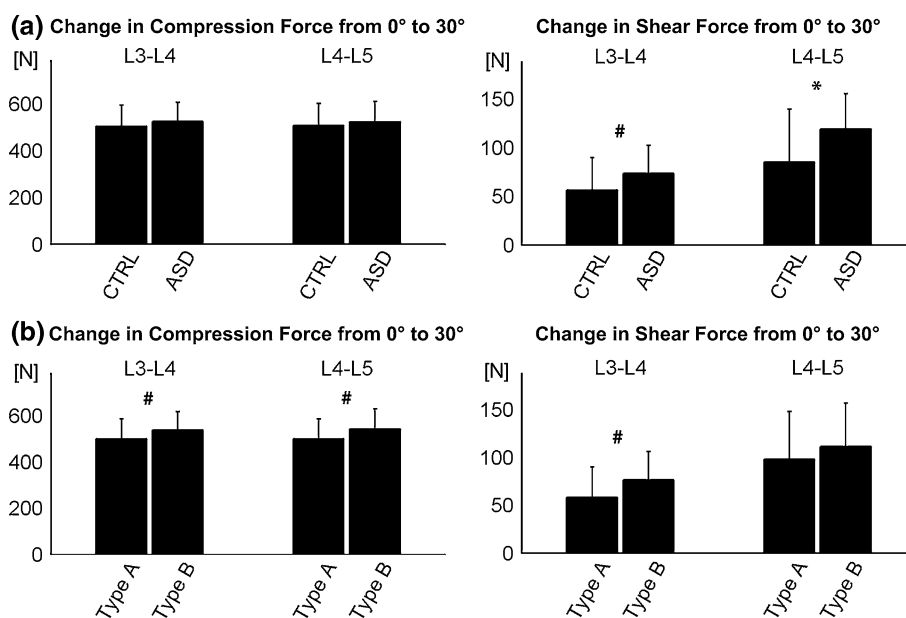 (a) Change in Compression Force from 0° to 30°
[N]
L3-L4
L4-L5
600
400
200
0
#
CTRL
ASD
CTRL
ASD
Change in Shear Force from 0° to 30°
[N]
L3-L4
L4-L5
150
100
50
0
#
*
CTRL
ASD
CTRL
ASD
(b) Change in Compression Force from 0° to 30°
[N]
L3-L4
L4-L5
#
#
600
400
200
0
Type A
Type B
Type A
Type B
Change in Shear Force from 0° to 30°
[N]
L3-L4
L4-L5
150
100
50
0
#
Type A
Type B
Type A
Type B